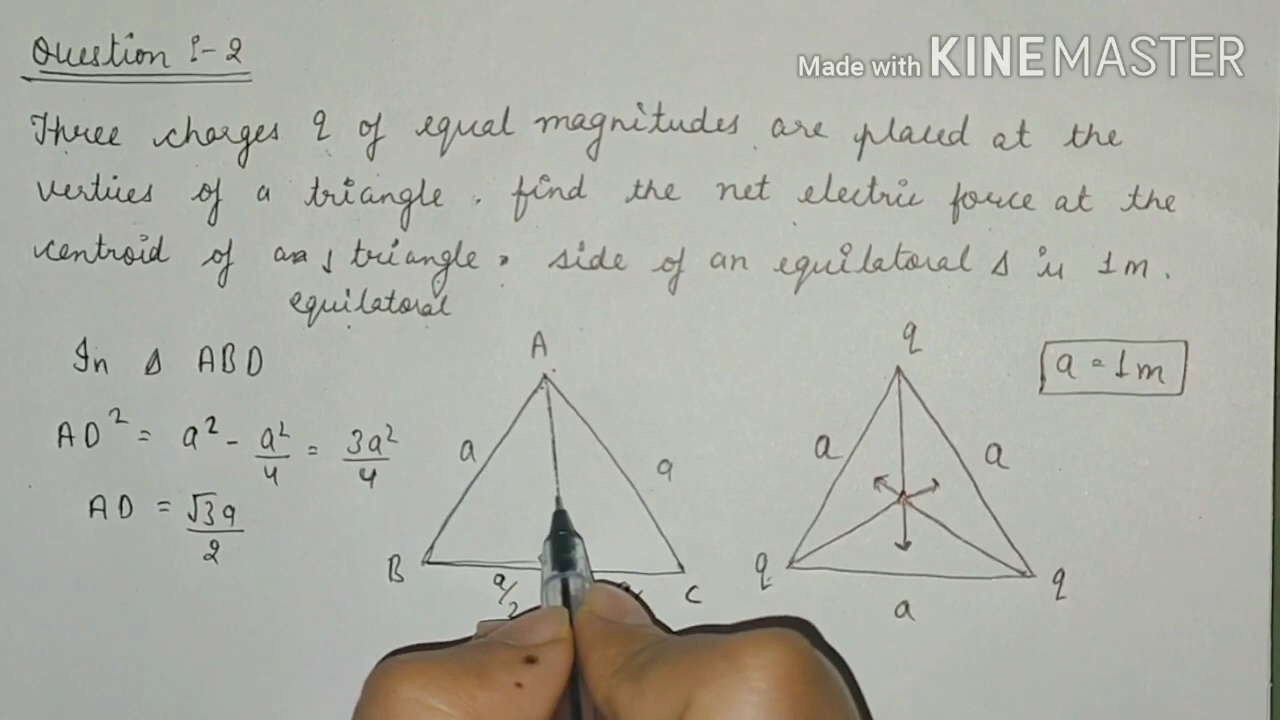 Question :- 2
Made with KINEMASTER
Three charges q of equal magnitudes are placed at the
vertices of a triangle. find the net electric force at the
centroid of an triangle. side of an equilatoral Δ is 1m.
equilatoral
In Δ ABD
AD² = a² - a²/4 = 3a²/4
AD = √3a/2
A
a
a
B
a/2
C
q
a = 1m
a
a
q
q
a